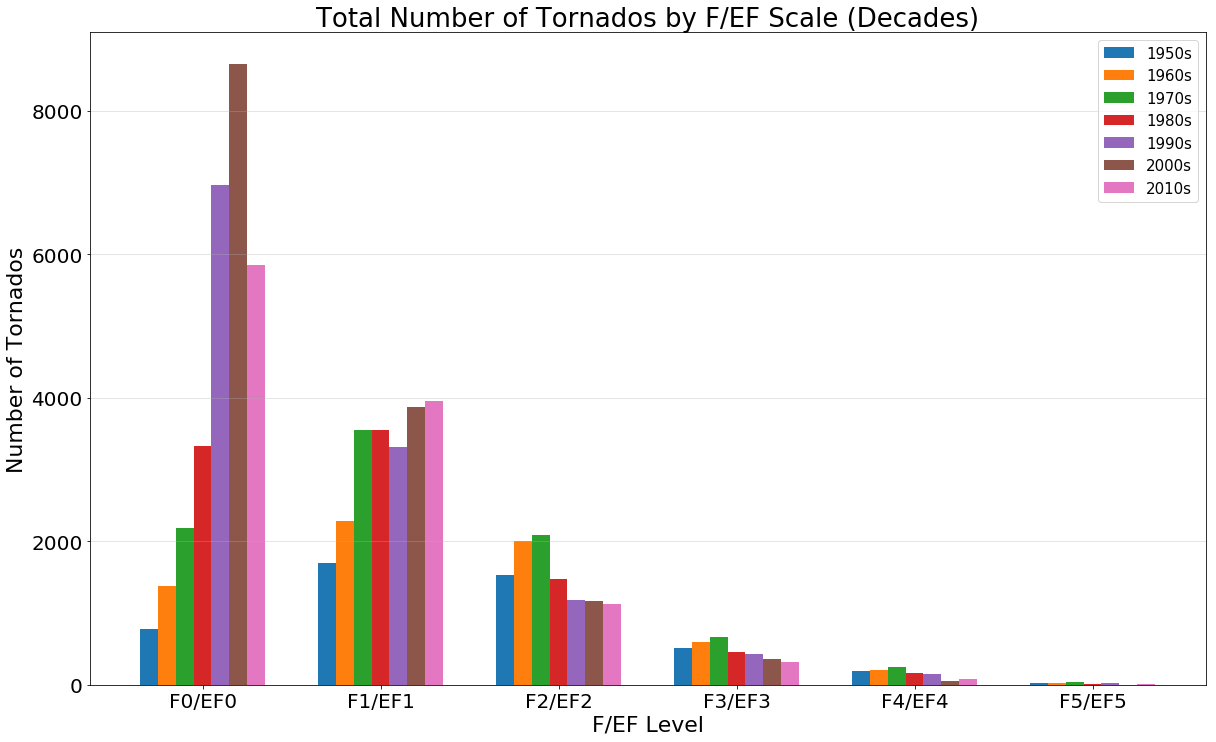 Total Number of Tornados by F/EF Scale (Decades)
1950s
1960s
1970s
1980s
1990s
2000s
2010s
Number of Tornados
8000
6000
4000
2000
0
F0/EF0
F1/EF1
F2/EF2
F3/EF3
F4/EF4
F5/EF5
F/EF Level